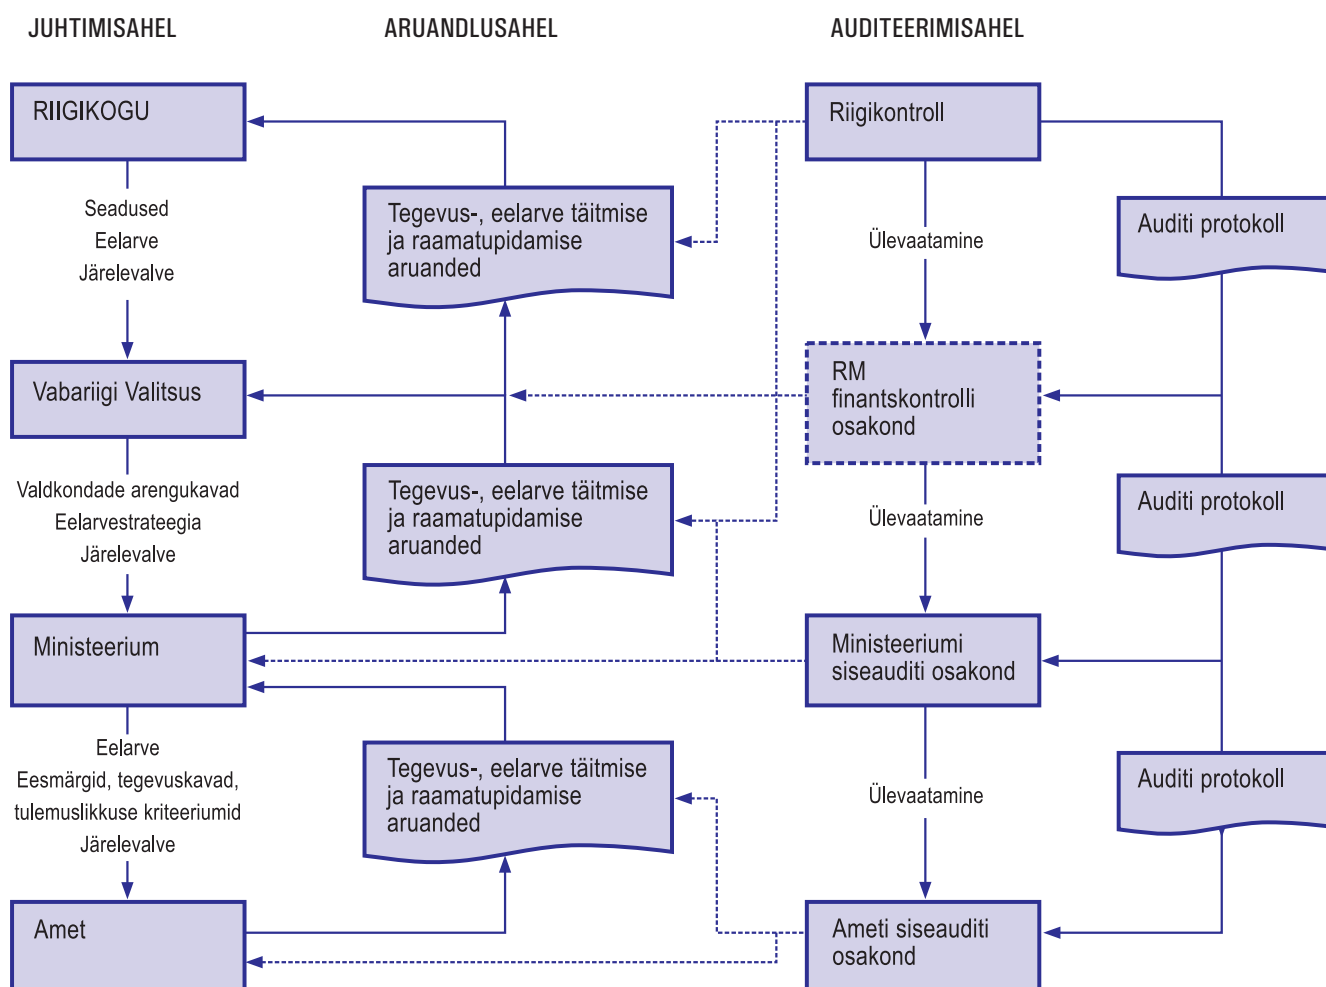 JUHTIMISAHEL
ARUANDLUSAHEL
AUDITEERIMISAHEL
RIIGIKOGU
Riigikontroll
Seadused
Eelarve
Järelevalve
Tegevus-, eelarve täitmise
ja raamatupidamise
aruanded
Ülevaatamine
Auditi protokoll
Vabariigi Valitsus
RM
finantskontrolli
osakond
Valdkondade arengukavad
Eelarvestrateegia
Järelevalve
Tegevus-, eelarve täitmise
ja raamatupidamise
aruanded
Ülevaatamine
Auditi protokoll
Ministeerium
Ministeeriumi
siseauditi osakond
Eelarve
Eesmärgid, tegevuskavad,
tulemuslikkuse kriteeriumid
Järelevalve
Tegevus-, eelarve täitmise
ja raamatupidamise
aruanded
Ülevaatamine
Auditi protokoll
Amet
Ameti siseauditi
osakond